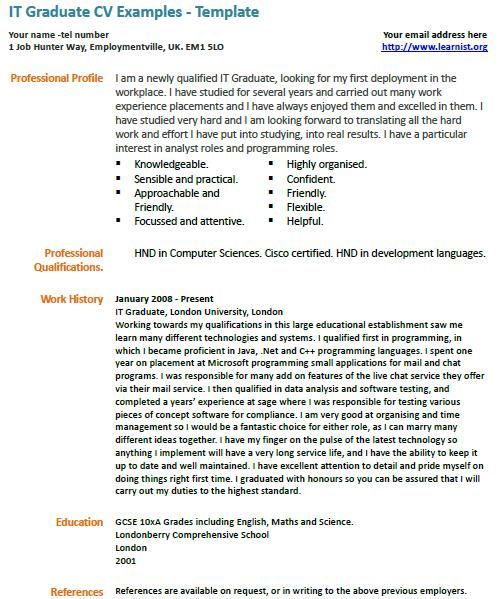 IT Graduate CV Examples - Template
Your name -tel number
Your email address here
1 Job Hunter Way, Employmentville, UK. EM1 5LO
http://www.learnist.org
Professional Profile
I am a newly qualified IT Graduate, looking for my first deployment in the
workplace. I have studied for several years and carried out many work
experience placements and I have always enjoyed them and excelled in them. I
have studied very hard and I am looking forward to translating all the hard
work and effort I have put into studying, into real results. I have a particular
interest in analyst roles and programming roles.
▪ Knowledgeable.
▪ Sensible and practical.
▪ Approachable and
Friendly.
▪ Focussed and attentive.
▪ Highly organised.
▪ Confident.
▪ Friendly.
▪ Flexible.
▪ Helpful.
Professional
Qualifications.
HND in Computer Sciences. Cisco certified. HND in development languages.
Work History
January 2008 - Present
IT Graduate, London University, London
Working towards my qualifications in this large educational establishment saw me
learn many different technologies and systems. I qualified first in programming, in
which I became proficient in Java, .Net and C++ programming languages. I spent one
year on placement at Microsoft programming small applications for mail and chat
programs. I was responsible for many add on features of the live chat service they offer
via their mail service. I then qualified in data analysis and software testing, and
completed a years' experience at sage where I was responsible for testing various
pieces of concept software for compliance. I am very good at organising and time
management so I would be a fantastic choice for either role, as I can marry many
different ideas together. I have my finger on the pulse of the latest technology so
anything I implement will have a very long service life, and I have the ability to keep it
up to date and well maintained. I have excellent attention to detail and pride myself on
doing things right first time. I graduated with honours so you can be assured that I will
carry out my duties to the highest standard.
Education
GCSE 10xA Grades including English, Maths and Science.
Londonberry Comprehensive School
London
2001
References
References are available on request, or in writing to the above previous employers.